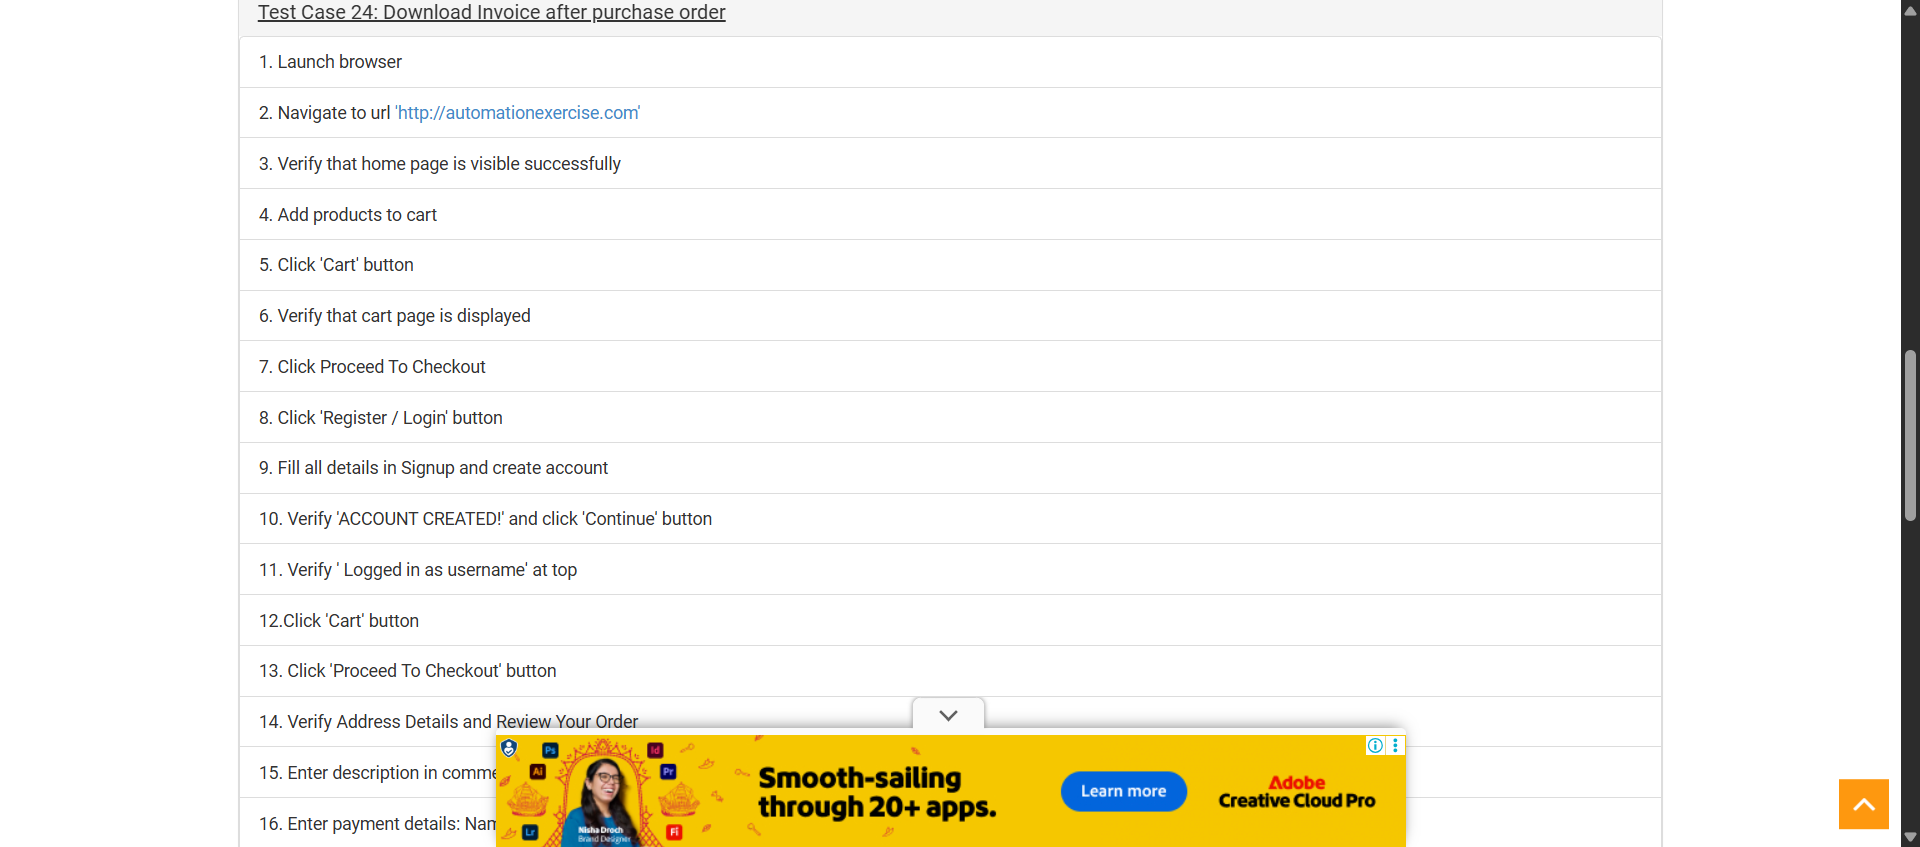 Test Case 24: Download Invoice after purchase order
1. Launch browser
2. Navigate to url 'http://automationexercise.com'
3. Verify that home page is visible successfully
4. Add products to cart
5. Click 'Cart' button
6. Verify that cart page is displayed
7. Click Proceed To Checkout
8. Click 'Register / Login' button
9. Fill all details in Signup and create account
10. Verify 'ACCOUNT CREATED!' and click 'Continue' button
11. Verify ' Logged in as username' at top
12.Click 'Cart' button
13. Click 'Proceed To Checkout' button
14. Verify Address Details and Review Your Order
15. Enter description in comme
16. Enter payment details: Nam
Ps
Id
Ai
Pr
Lr
Fi
Nisha Droch
Brand Designer
Smooth-sailing
through 20+ apps.
Learn more
Adobe
Creative Cloud Pro